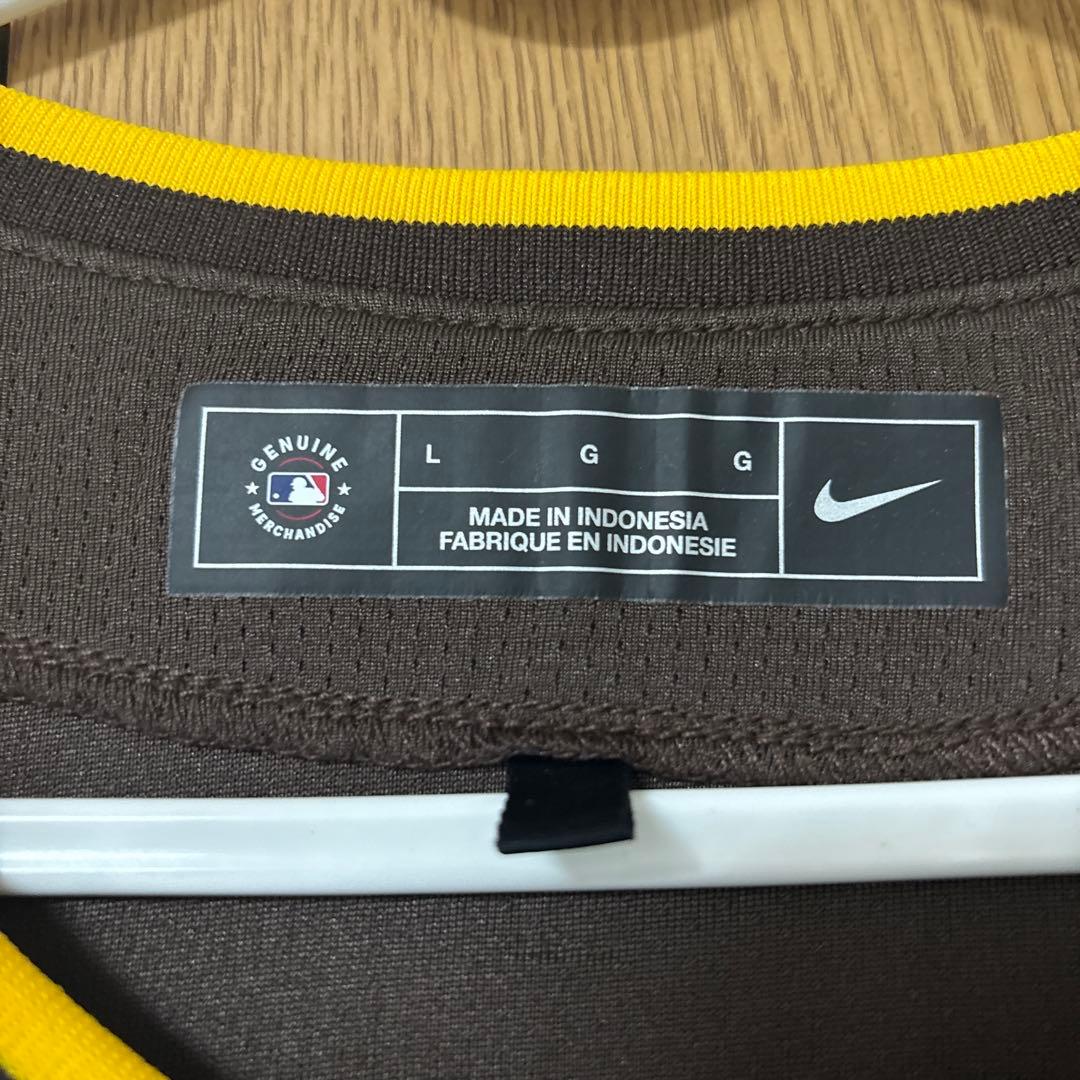 GENUINE
MERCHANDISE
L G G
MADE IN INDONESIA
FABRIQUE EN INDONESIE